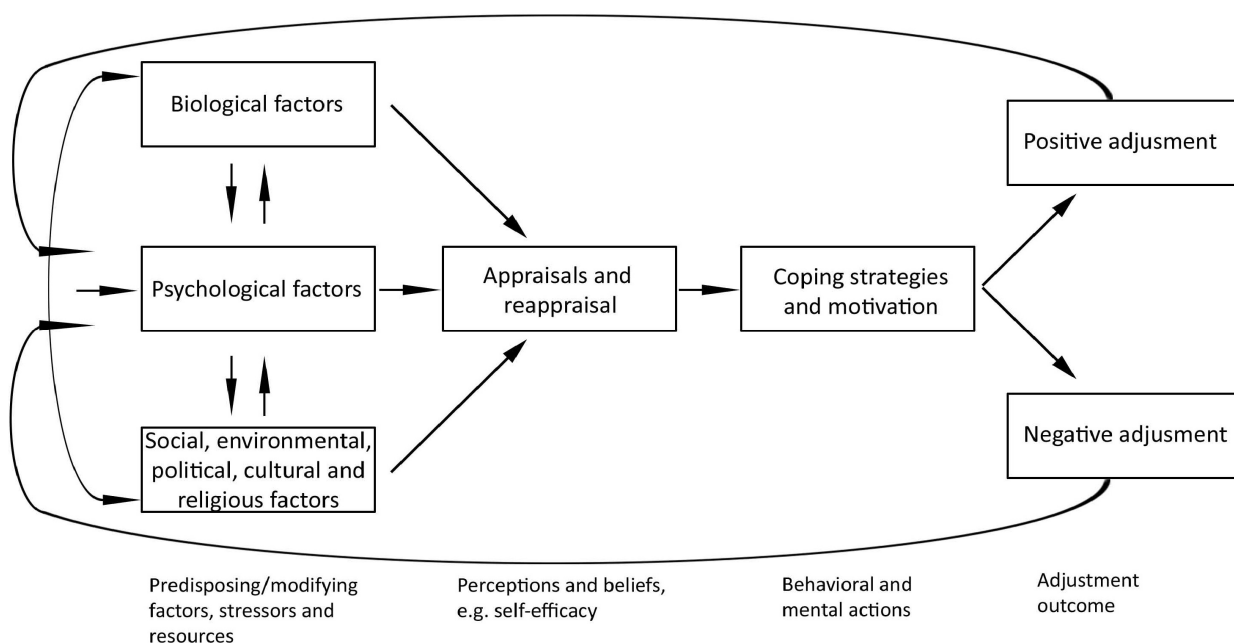 Biological factors
Positive adjusment
Psychological factors
Appraisals and
reappraisal
Coping strategies
and motivation
Social, environmental,
political, cultural and
religious factors
Negative adjusment
Predisposing/modifying
factors, stressors and
resources
Perceptions and beliefs,
e.g. self-efficacy
Behavioral and
mental actions
Adjustment
outcome